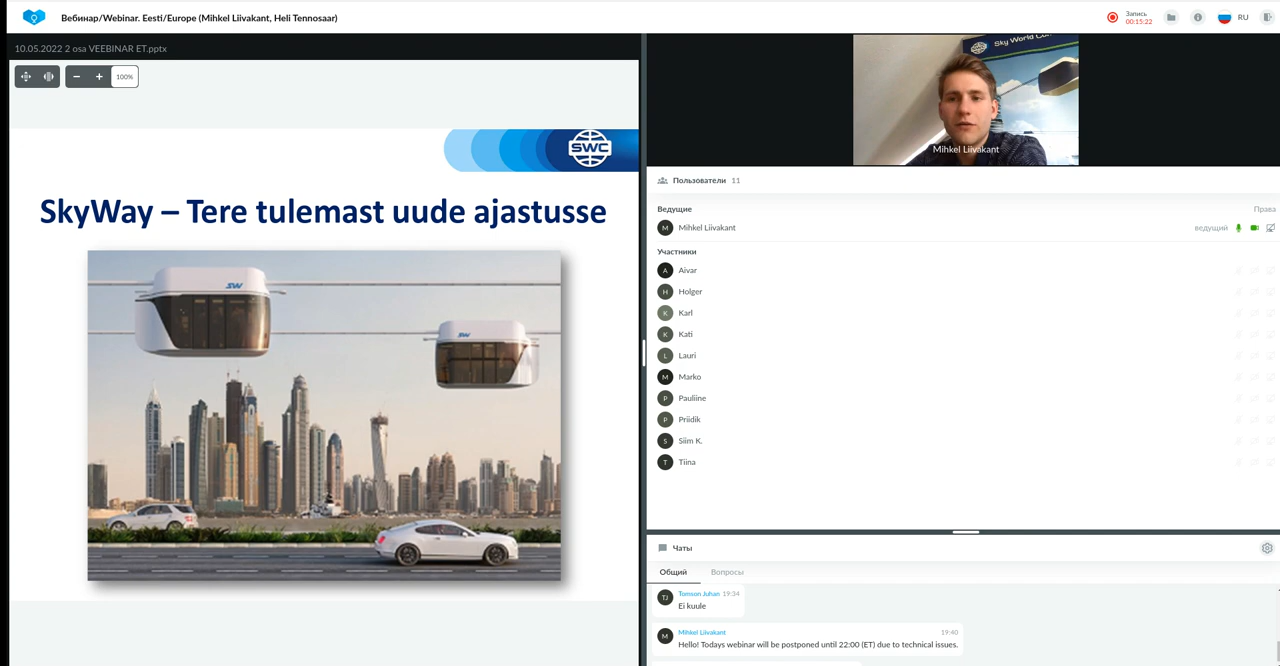 Вебинар/Webinar. Eesti/Europe (Mihkel Liivakant, Heli Tennosaar)
Запись
00:15:22
RU
10.05.2022 2 osa VEEBINAR ET.pptx
100%
SWC
SkyWay – Tere tulemast uude ajastusse
SW
SW
Sky World Com
Mihkel Liivakant
Пользователи 11
Ведущие
Права
M Mihkel Liivakant ведущий
Участники
A Aivar
H Holger
K Karl
K Kati
L Lauri
M Marko
P Pauliine
P Priidik
S Siim K.
T Tiina
Чаты
Общий Вопросы
TJ Tomson Juhan 19:34
Ei kuule
M Mihkel Liivakant 19:40
Hello! Todays webinar will be postponed until 22:00 (ET) due to technical issues.